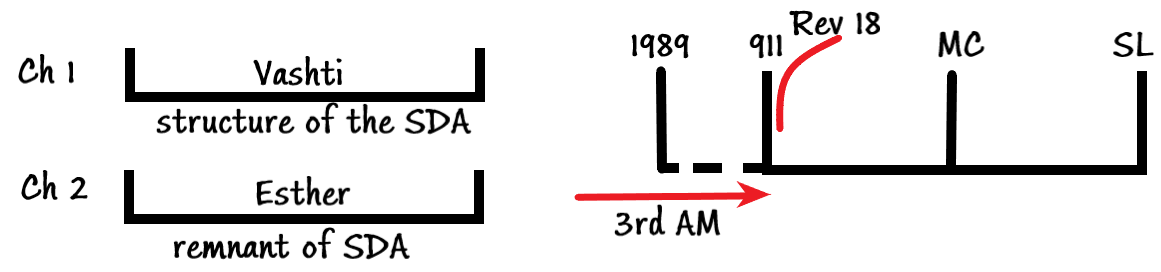 Ch 1
Vashti
structure of the SDA
Ch 2
Esther
remnant of SDA
1989
911
Rev 18
MC
SL
3rd AM